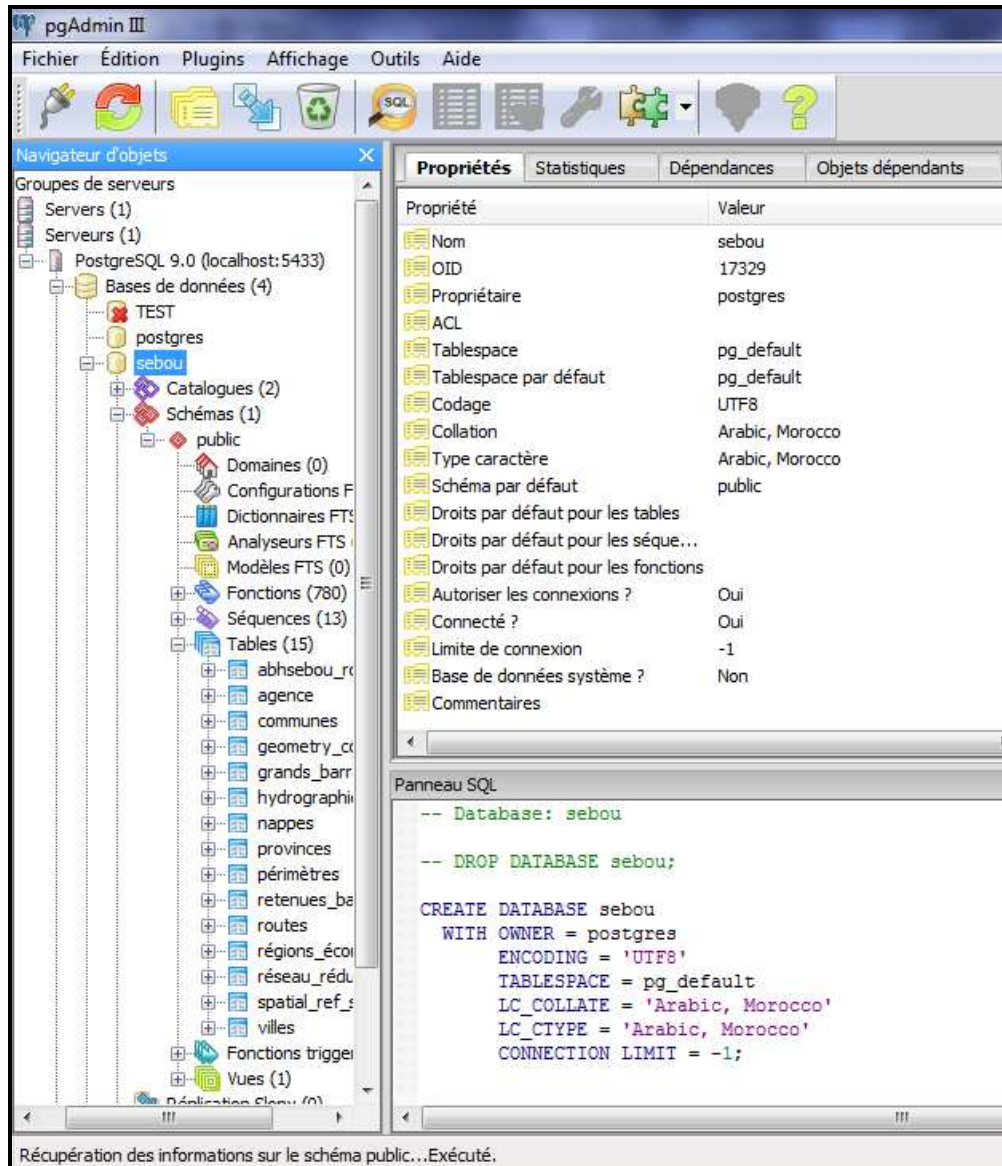 pgAdmin III
Fichier Édition Plugins Affichage Outils Aide
SQL
Navigateur d'objets
Groupes de serveurs
Servers (1)
Serveurs (1)
PostgreSQL 9.0 (localhost:5433)
Bases de données (4)
TEST
postgres
sebou
Catalogues (2)
Schémas (1)
public
Domaines (0)
Configurations F
Dictionnaires FTS
Analyseurs FTS
Modèles FTS (0)
Fonctions (780)
Séquences (13)
Tables (15)
abhsebou_ro
agence
communes
geometry_co
grands_barr
hydrographi
nappes
provinces
périmètres
retenues_ba
routes
régions_écon
réseau_rédu
spatial_ref_s
villes
Fonctions trigger
Vues (1)
Réplication Slony (0)
Propriétés Statistiques Dépendances Objets dépendants
Propriété Valeur
Nom sebou
OID 17329
Propriétaire postgres
ACL
Tablespace pg_default
Tablespace par défaut pg_default
Codage UTF8
Collation Arabic, Morocco
Type caractère Arabic, Morocco
Schéma par défaut public
Droits par défaut pour les tables
Droits par défaut pour les séque...
Droits par défaut pour les fonctions
Autoriser les connexions ? Oui
Connecté ? Oui
Limite de connexion -1
Base de données système ? Non
Commentaires
Panneau SQL
-- Database: sebou
-- DROP DATABASE sebou;
CREATE DATABASE sebou
WITH OWNER = postgres
ENCODING = 'UTF8'
TABLESPACE = pg_default
LC_COLLATE = 'Arabic, Morocco'
LC_CTYPE = 'Arabic, Morocco'
CONNECTION LIMIT = -1;
Récupération des informations sur le schéma public...Exécuté.